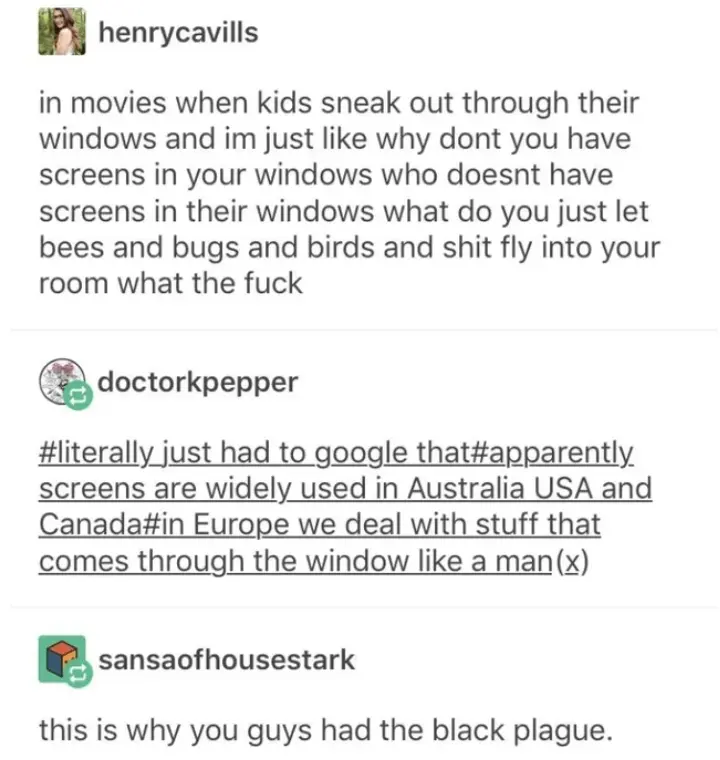 henrycavills
in movies when kids sneak out through their
windows and im just like why dont you have
screens in your windows who doesnt have
screens in their windows what do you just let
bees and bugs and birds and shit fly into your
room what the fuck
doctorkpepper
#literally just had to google that#apparently
screens are widely used in Australia USA and
Canada#in Europe we deal with stuff that
comes through the window like a man(x)
sansaofhousestark
this is why you guys had the black plague.